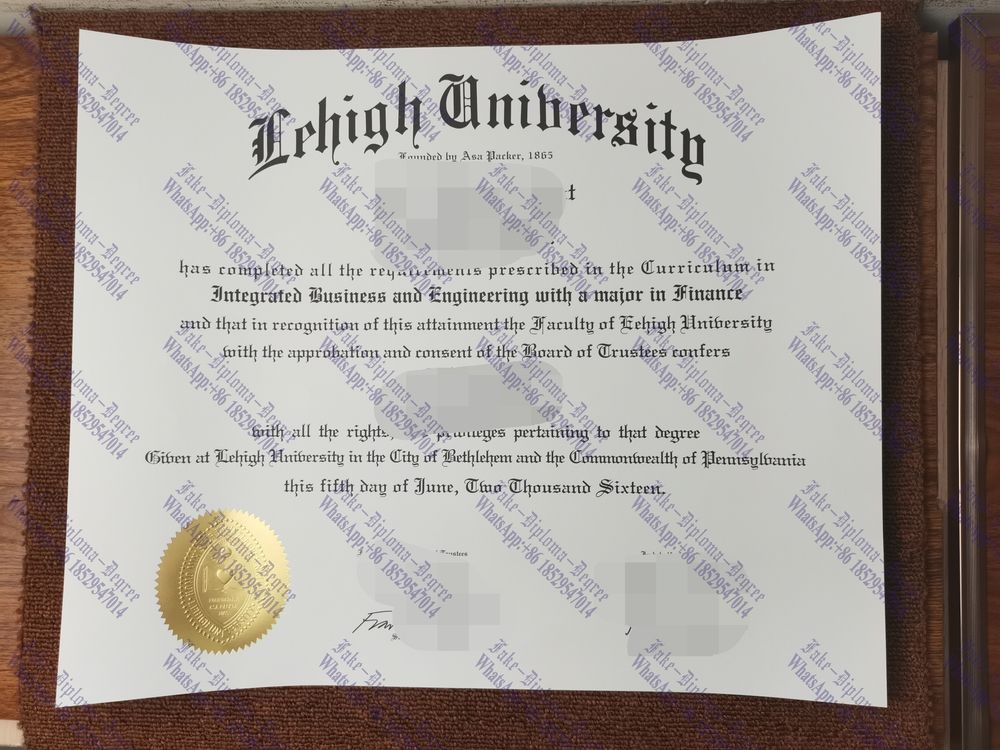 Lehigh University
Founded by Asa Packer, 1865
has completed all the requirements prescribed in the Curriculum in
Integrated Business and Engineering with a major in Finance
and that in recognition of this attainment the Faculty of Lehigh University
with the approbation and consent of the Board of Trustees confers
with all the rights, privileges pertaining to that degree
Given at Lehigh University in the City of Bethlehem and the Commonwealth of Pennsylvania
this fifth day of June, Two Thousand Sixteen.
Trustees
Fake-Diploma-Degree
WhatsApp:+86 18529547014